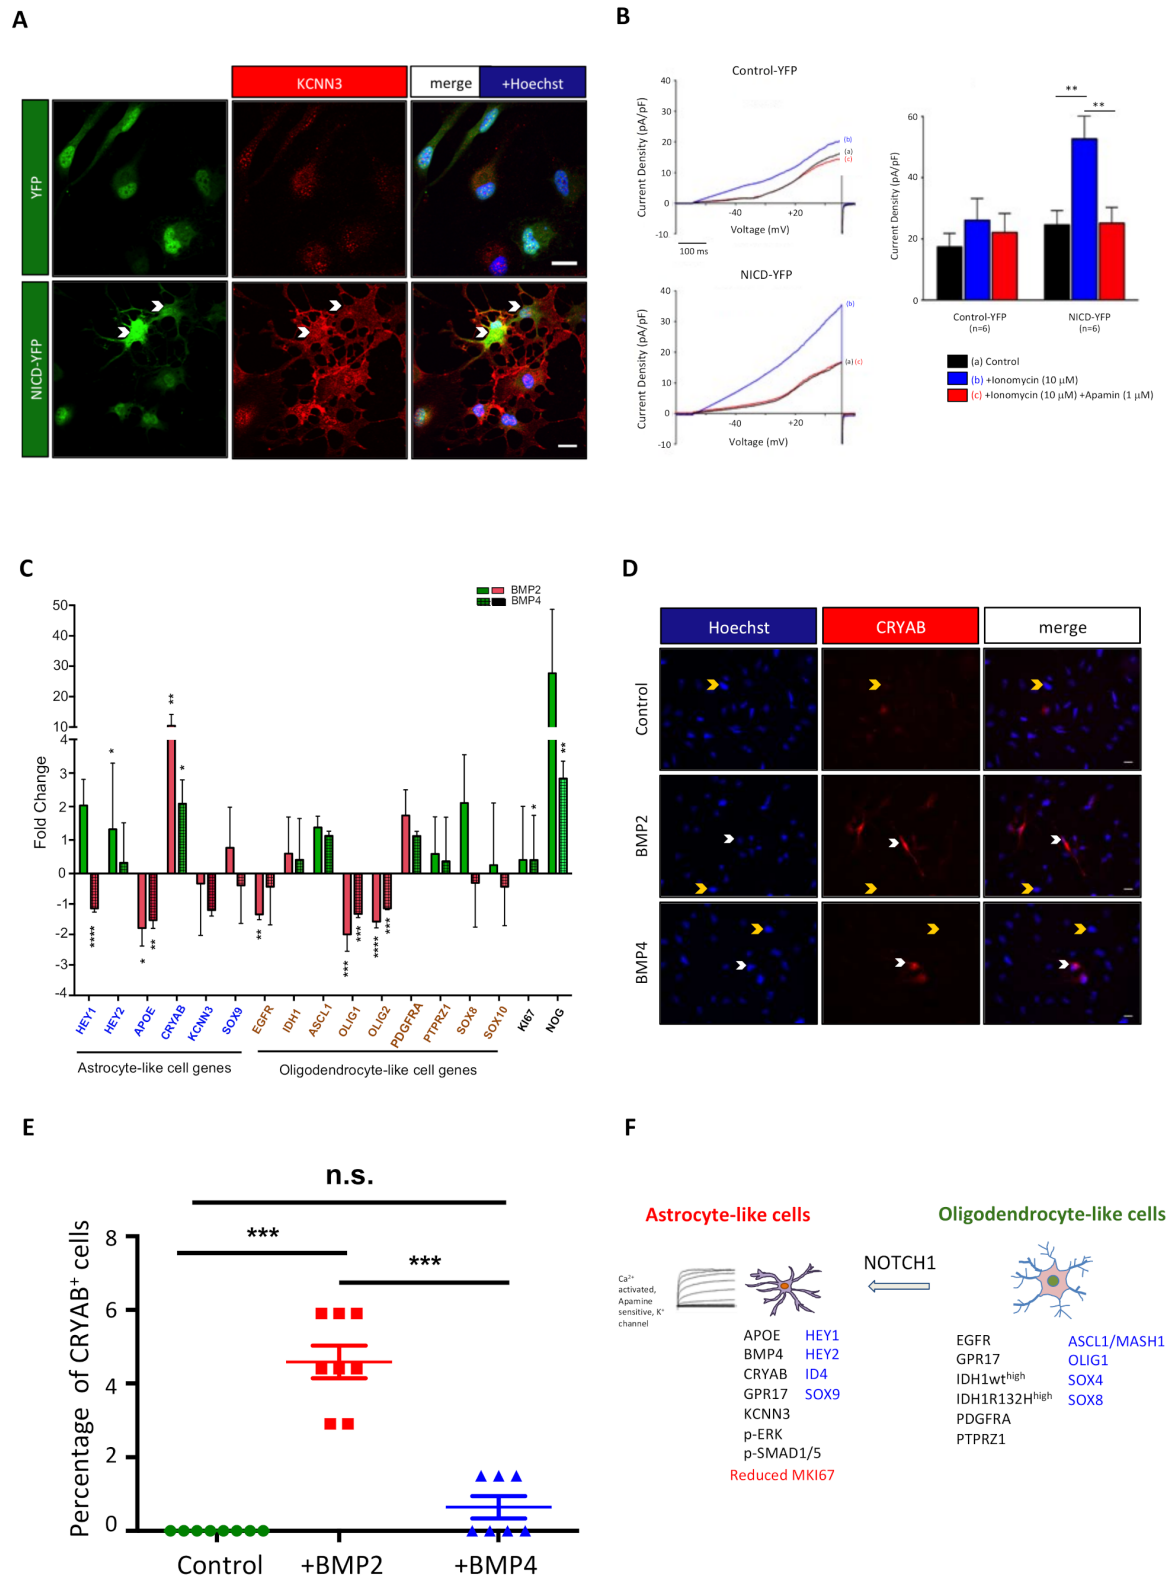 A
KCNN3
merge
+Hoechst
YFP
NICD-YFP
B
Control-YFP
Current Density (pA/pF)
40
30
20
10
0
-10
-40
+20
Voltage (mV)
100 ms
(b)
(a)
(c)
NICD-YFP
Current Density (pA/pF)
40
30
20
10
0
-10
-40
+20
Voltage (mV)
(b)
(a) (c)
Current Density (pA/pF)
60
40
20
0
**
**
Control-YFP
(n=6)
NICD-YFP
(n=6)
(a) Control
(b) +Ionomycin (10 µM)
(c) +Ionomycin (10 µM) +Apamin (1 µM)
C
BMP2
BMP4
Fold Change
50
40
30
20
10
4
3
2
1
0
-1
-2
-3
-4
****
*
*
**
**
*
**
***
***
****
***
*
**
HEY1
HEY2
APOE
CRYAB
KCNN3
SOX9
EGFR
IDH1
ASCL1
OLIG1
OLIG2
PDGFRA
PTPRZ1
SOX8
SOX10
KI67
NOG
Astrocyte-like cell genes
Oligodendrocyte-like cell genes
D
Hoechst
CRYAB
merge
Control
BMP2
BMP4
E
n.s.
***
***
Percentage of CRYAB⁺ cells
8
6
4
2
0
Control
+BMP2
+BMP4
F
Astrocyte-like cells
Oligodendrocyte-like cells
NOTCH1
Ca²⁺
activated,
Apamine
sensitive, K⁺
channel
APOE
BMP4
CRYAB
GPR17
KCNN3
p-ERK
p-SMAD1/5
Reduced MKI67
HEY1
HEY2
ID4
SOX9
EGFR
GPR17
IDH1wtʰⁱᵍʰ
IDH1R132Hʰⁱᵍʰ
PDGFRA
PTPRZ1
ASCL1/MASH1
OLIG1
SOX4
SOX8